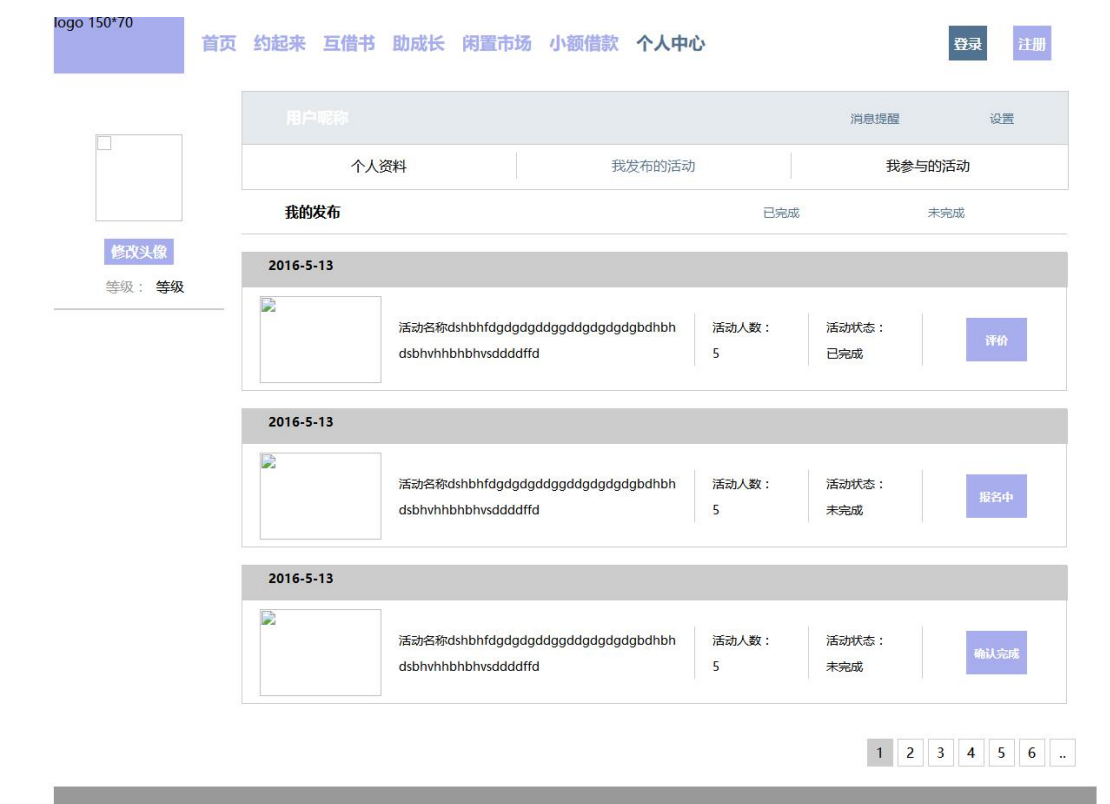 logo 150*70
首页 约起来 互借书 助成长 闲置市场 小额借款 个人中心 登录 注册
用户昵称 消息提醒 设置
个人资料 我发布的活动 我参与的活动
我的发布 已完成 未完成
修改头像
等级： 等级
2016-5-13
活动名称dshbhfdgdgdgddggddgdgdgdgbdhbh 活动人数： 活动状态： 评价
dsbhvhhbhbhvsddddffd 5 已完成
2016-5-13
活动名称dshbhfdgdgdgddggddgdgdgdgbdhbh 活动人数： 活动状态： 报名中
dsbhvhhbhbhvsddddffd 5 未完成
2016-5-13
活动名称dshbhfdgdgdgddggddgdgdgdgbdhbh 活动人数： 活动状态： 确认完成
dsbhvhhbhbhvsddddffd 5 未完成
1 2 3 4 5 6 ..